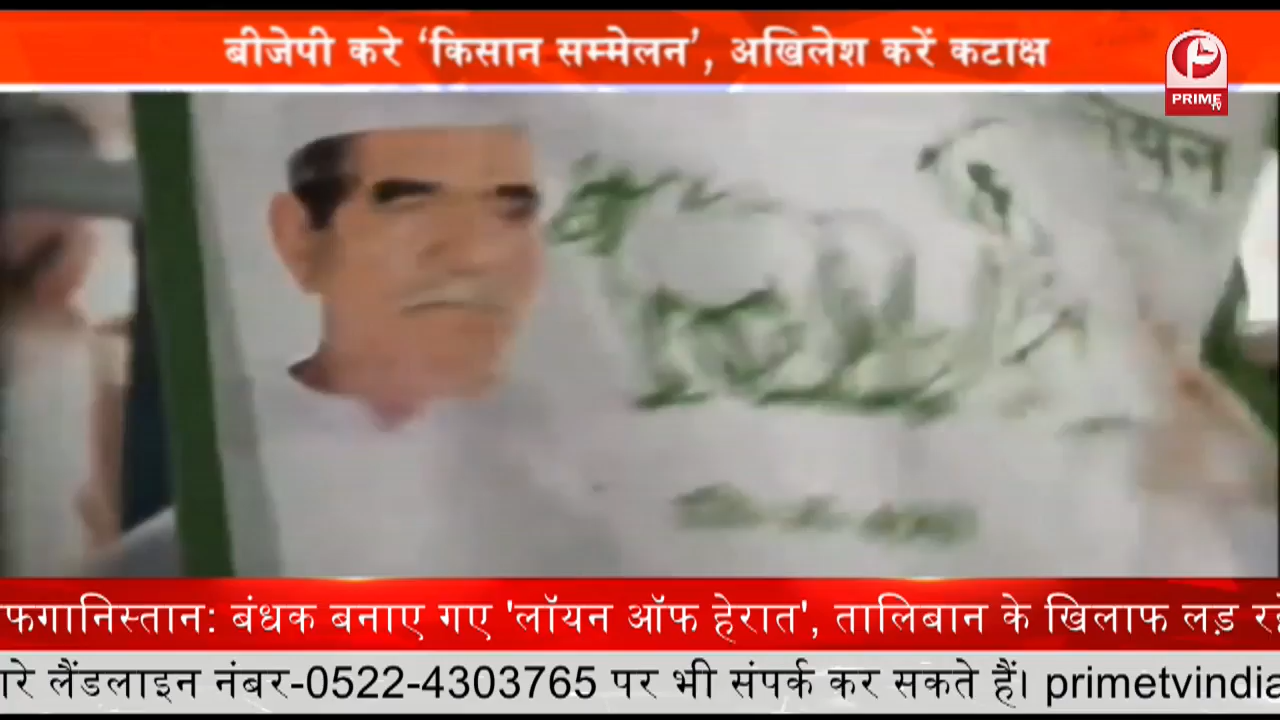 बीजेपी करे ‘किसान सम्मेलन’, अखिलेश करें कटाक्ष
PRIME
TV
फगानिस्तान: बंधक बनाए गए 'लॉयन ऑफ हेरात', तालिबान के खिलाफ लड़
रे लैंडलाइन नंबर-0522-4303765 पर भी संपर्क कर सकते हैं। primetvindia